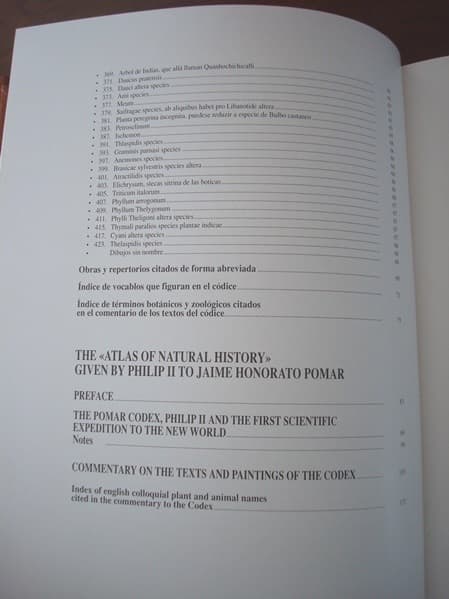 • 369. Arbol de Indias, que allá llaman Quauhochichicalli
• 371. Daucus pratensis
• 375. Dauci altera species
• 373. Ami species
• 377. Meum
• 379. Saifragae species, ab aliquibus habet pro Libanotide altera
• 381. Planta peregrina incognita, puedese reduzir a especie de Bulbo castaneo
• 383. Petroselinum
• 387. Ischemon
• 391. Thlaspidis species
• 393. Graminis parnasi species
• 397. Anemones species
• 399. Brasicae sylvestris species altera
• 401. Atractilidis species
• 403. Elichrysum, stecas sitrina de las boticas
• 405. Triticum italorum
• 407. Phyllum arrogonum
• 409. Phyllum Thelygonum
• 411. Phylli Theligoni altera species
• 415. Thymali paralios species plantae indicae
• 417. Cyani altera species
• 423. Thelaspidis species
• Dibujos sin nombre
Obras y repertorios citados de forma abreviada
Índice de vocablos que figuran en el códice
Índice de términos botánicos y zoológicos citados
en el comentario de los textos del códice
THE «ATLAS OF NATURAL HISTORY»
GIVEN BY PHILIP II TO JAIME HONORATO POMAR
PREFACE
THE POMAR CODEX, PHILIP II AND THE FIRST SCIENTIFIC
EXPEDITION TO THE NEW WORLD
Notes
COMMENTARY ON THE TEXTS AND PAINTINGS OF THE CODEX
Index of english colloquial plant and animal names
cited in the commentary to the Codex